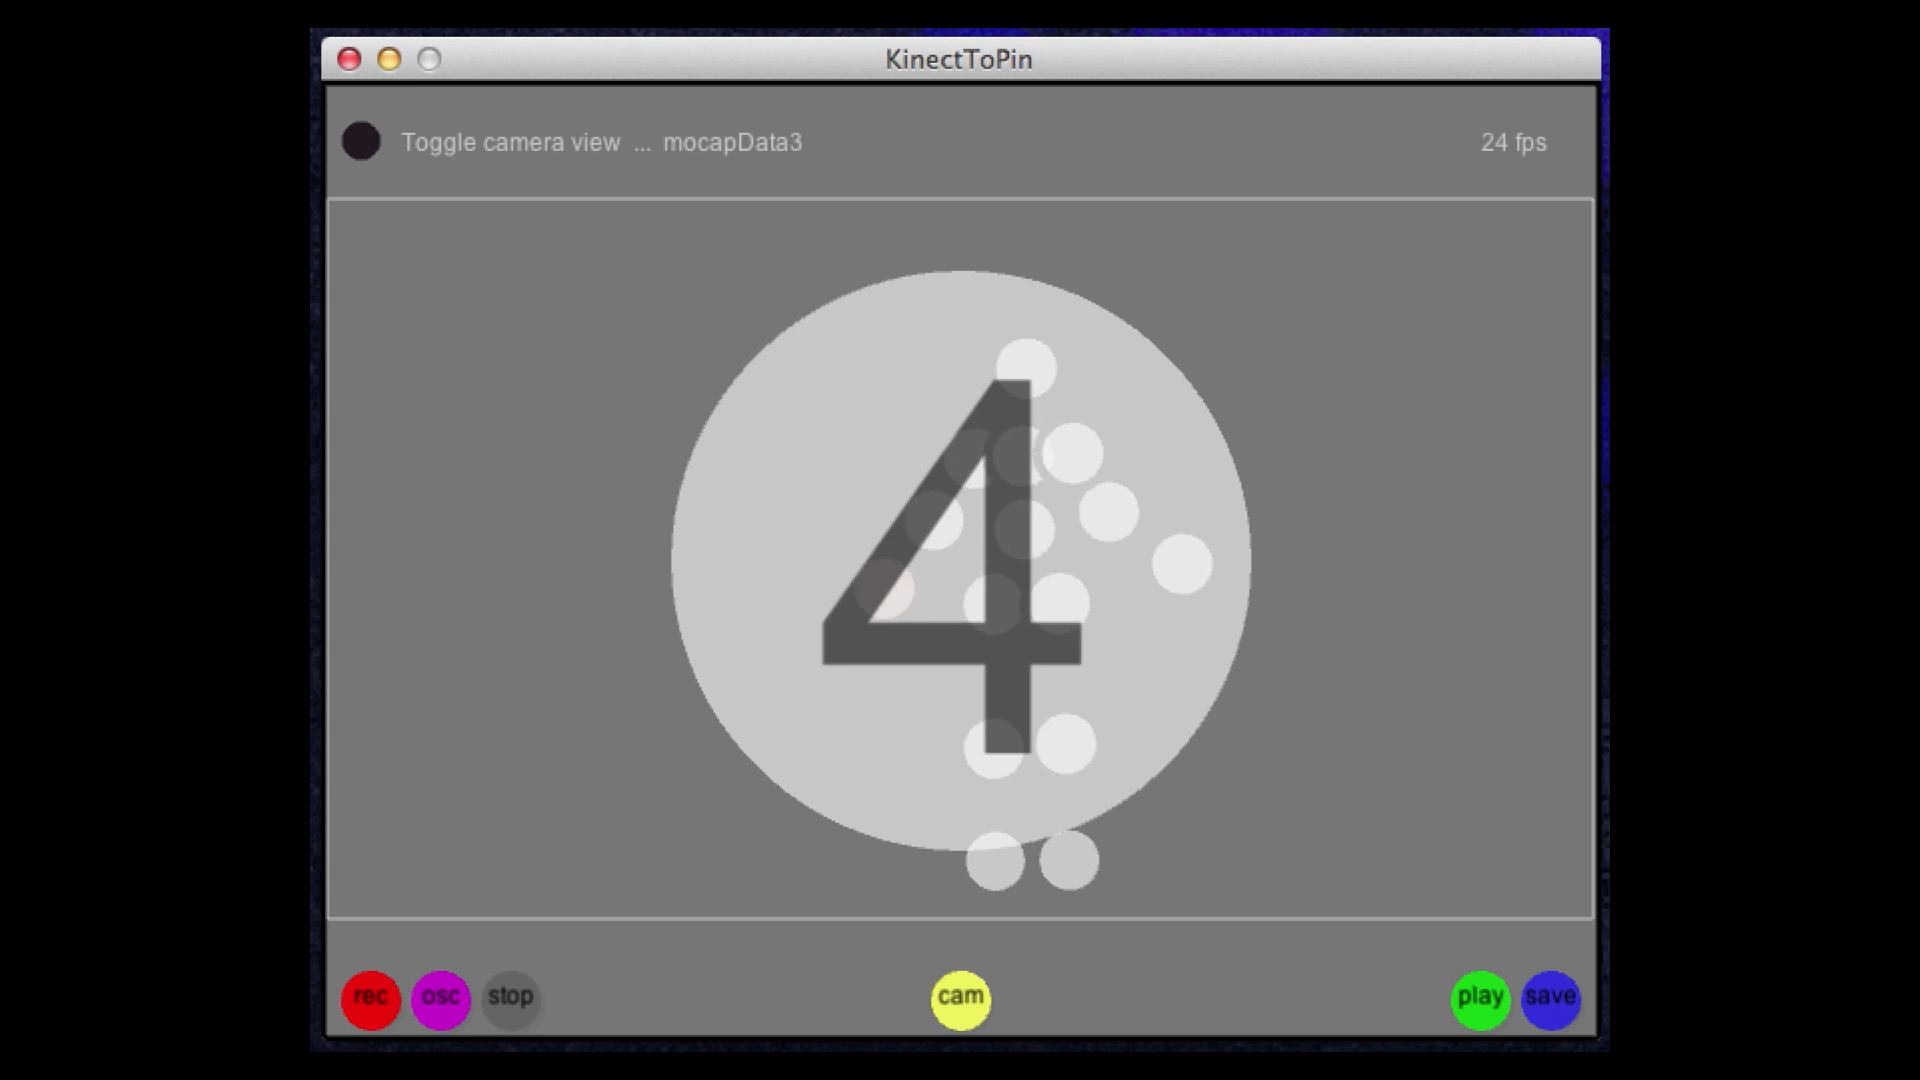 KinectToPin
Toggle camera view ... mocapData3
24 fps
4
rec
osc
stop
cam
play
save